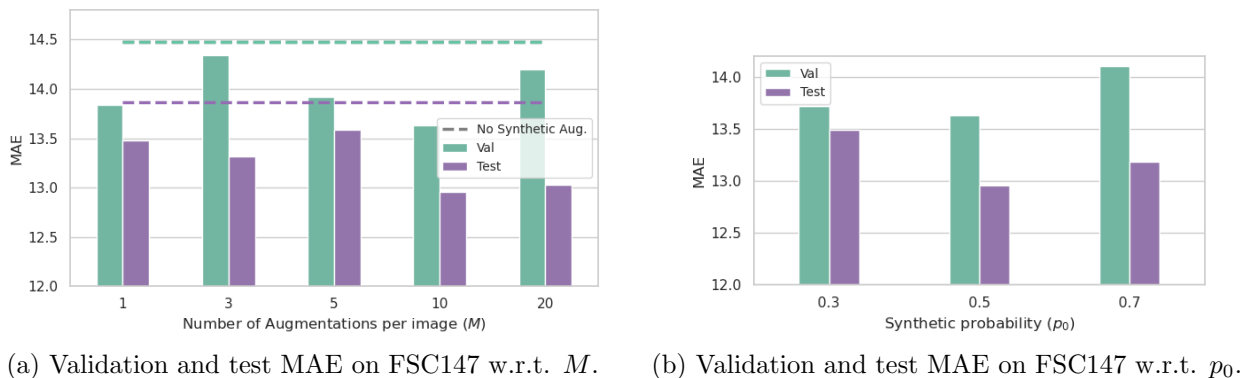 14.5
14.0
13.5
13.0
12.5
12.0
MAE
No Synthetic Aug.
Val
Test
1 3 5 10 20
Number of Augmentations per image (M)
(a) Validation and test MAE on FSC147 w.r.t. M.
14.0
13.5
13.0
12.5
12.0
MAE
Val
Test
0.3 0.5 0.7
Synthetic probability (p₀)
(b) Validation and test MAE on FSC147 w.r.t. p₀.